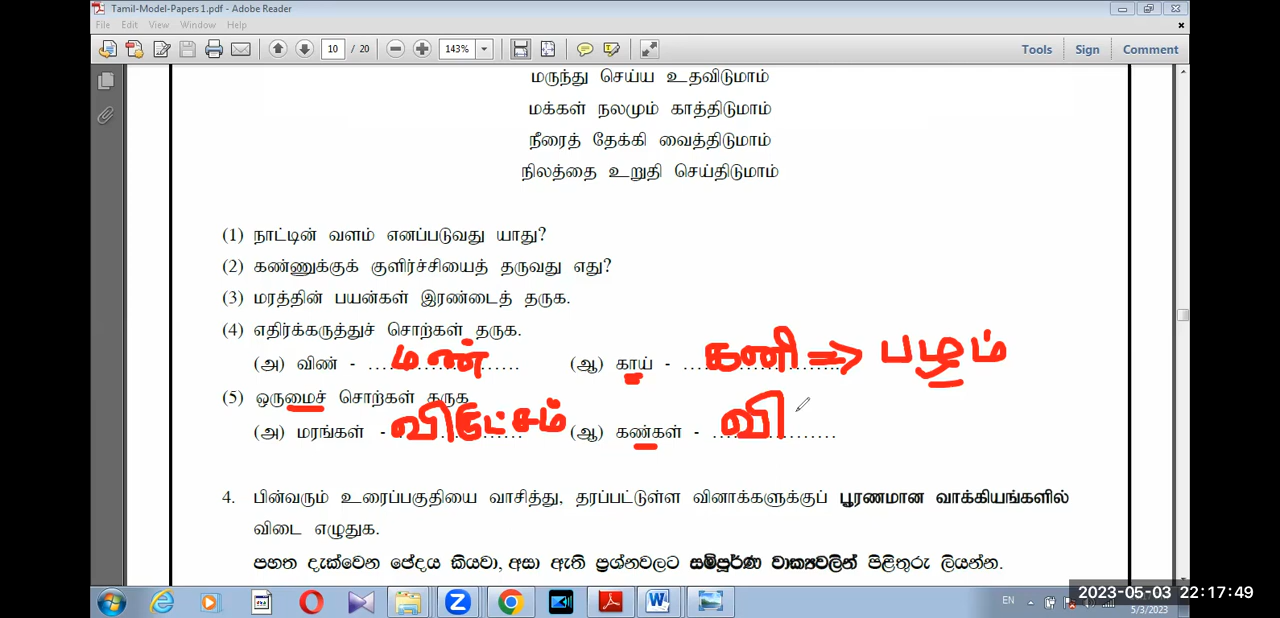 Tamil-Model-Papers 1.pdf - Adobe Reader
File Edit View Window Help
10 / 20 143% Tools Sign Comment
மருந்து செய்ய உதவிடுமாம்
மக்கள் நலமும் காத்திடுமாம்
நீரைத் தேக்கி வைத்திடுமாம்
நிலத்தை உறுதி செய்திடுமாம்
(1) நாட்டின் வளம் எனப்படுவது யாது?
(2) கண்ணுக்குக் குளிர்ச்சியைத் தருவது எது?
(3) மரத்தின் பயன்கள் இரண்டைத் தருக.
(4) எதிர்க்கருத்துச் சொற்கள் தருக.
(அ) விண் - மண் (ஆ) காய் - கனி => பழம்
(5) ஒருமைச் சொற்கள் தருக
(அ) மரங்கள் - விருட்சம் (ஆ) கண்கள் - வி
4. பின்வரும் உரைப்பகுதியை வாசித்து, தரப்பட்டுள்ள வினாக்களுக்குப் பூரணமான வாக்கியங்களில்
விடை எழுதுக.
පහත දැක්වෙන ඡේදය කියවා, අසා ඇති ප්‍රශ්නවලට සම්පූර්ණ වාක්‍යවලින් පිළිතුරු ලියන්න.
EN
2023-05-03 22:17:49
5/3/2023